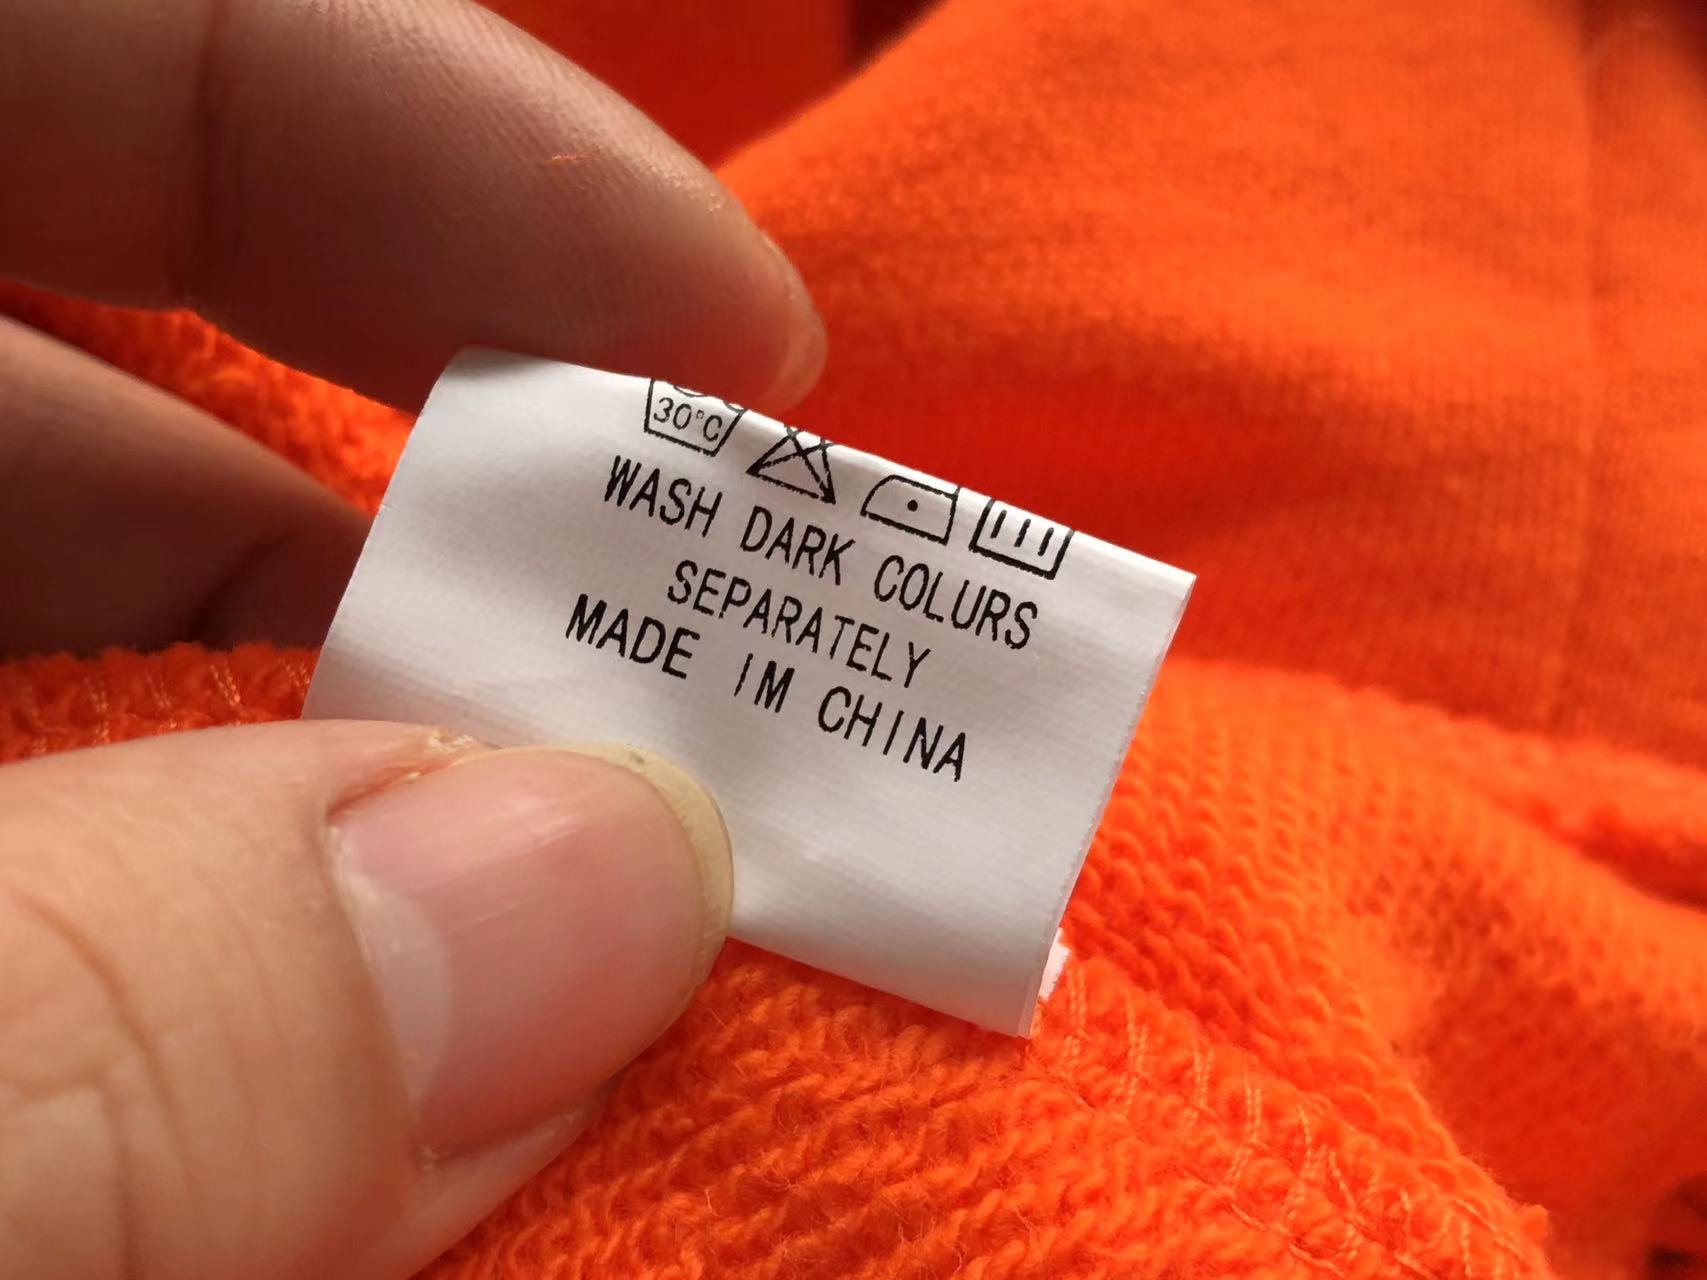 30°C
WASH DARK COLURS
SEPARATELY
MADE IM CHINA